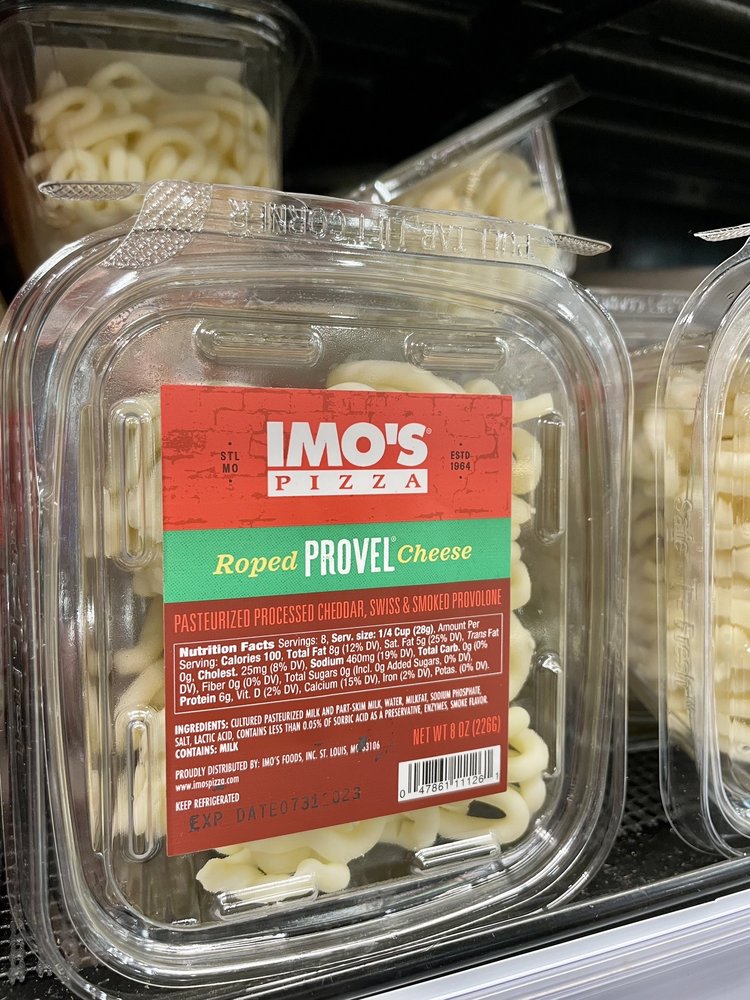 PULL TAB LIFT CORNER
STL
MO
IMO'S®
PIZZA
ESTD
1964
Roped PROVEL® Cheese
PASTEURIZED PROCESSED CHEDDAR, SWISS & SMOKED PROVOLONE
Nutrition Facts Servings: 8, Serv. size: 1/4 Cup (28g), Amount Per
Serving: Calories 100, Total Fat 8g (12% DV), Sat. Fat 5g (25% DV), Trans Fat
0g, Cholest. 25mg (8% DV), Sodium 460mg (19% DV), Total Carb. 0g (0%
DV), Fiber 0g (0% DV), Total Sugars 0g (Incl. 0g Added Sugars, 0% DV),
Protein 6g, Vit. D (2% DV), Calcium (15% DV), Iron (2% DV), Potas. (0% DV).
INGREDIENTS: CULTURED PASTEURIZED MILK AND PART-SKIM MILK, WATER, MILKFAT, SODIUM PHOSPHATE,
SALT, LACTIC ACID, CONTAINS LESS THAN 0.05% OF SORBIC ACID AS A PRESERVATIVE, ENZYMES, SMOKE FLAVOR.
CONTAINS: MILK
NET WT 8 OZ (226G)
PROUDLY DISTRIBUTED BY: IMO'S FOODS, INC. ST. LOUIS, MO 63106
www.imospizza.com
KEEP REFRIGERATED
EXP DATE0731 023
0 47861 11126 1